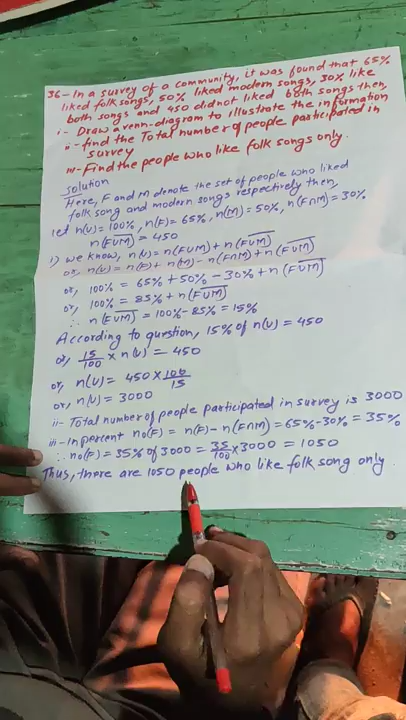 36- In a survey of a community, it was found that 65%
liked folk songs, 50% liked modern songs, 30% like
both songs and 450 did not liked both songs then,
i- Draw a venn-diagram to illustrate the information
ii- find the Total number of people participated in
survey
iii- Find the people who like folk songs only.
Solution
Here, F and M denote the set of people who liked
folk song and modern songs respectively then,
let n(U) = 100%, n(F) = 65%, n(M) = 50%, n(F∩M) = 30%
n(F̅U̅M̅) = 450
i) we know, n(U) = n(FUM) + n(F̅U̅M̅)
or, n(U) = n(F) + n(M) - n(F∩M) + n(F̅U̅M̅)
or, 100% = 65% + 50% - 30% + n(F̅U̅M̅)
or, 100% = 85% + n(F̅U̅M̅)
∴ n(F̅U̅M̅) = 100% - 85% = 15%
According to question, 15% of n(U) = 450
or, 15/100 × n(U) = 450
or, n(U) = 450 × 100/15
or, n(U) = 3000
ii- Total number of people participated in survey is 3000
iii- In percent n₀(F) = n(F) - n(F∩M) = 65% - 30% = 35%
∴ n₀(F) = 35% of 3000 = 35/100 × 3000 = 1050
Thus, there are 1050 people who like folk song only.